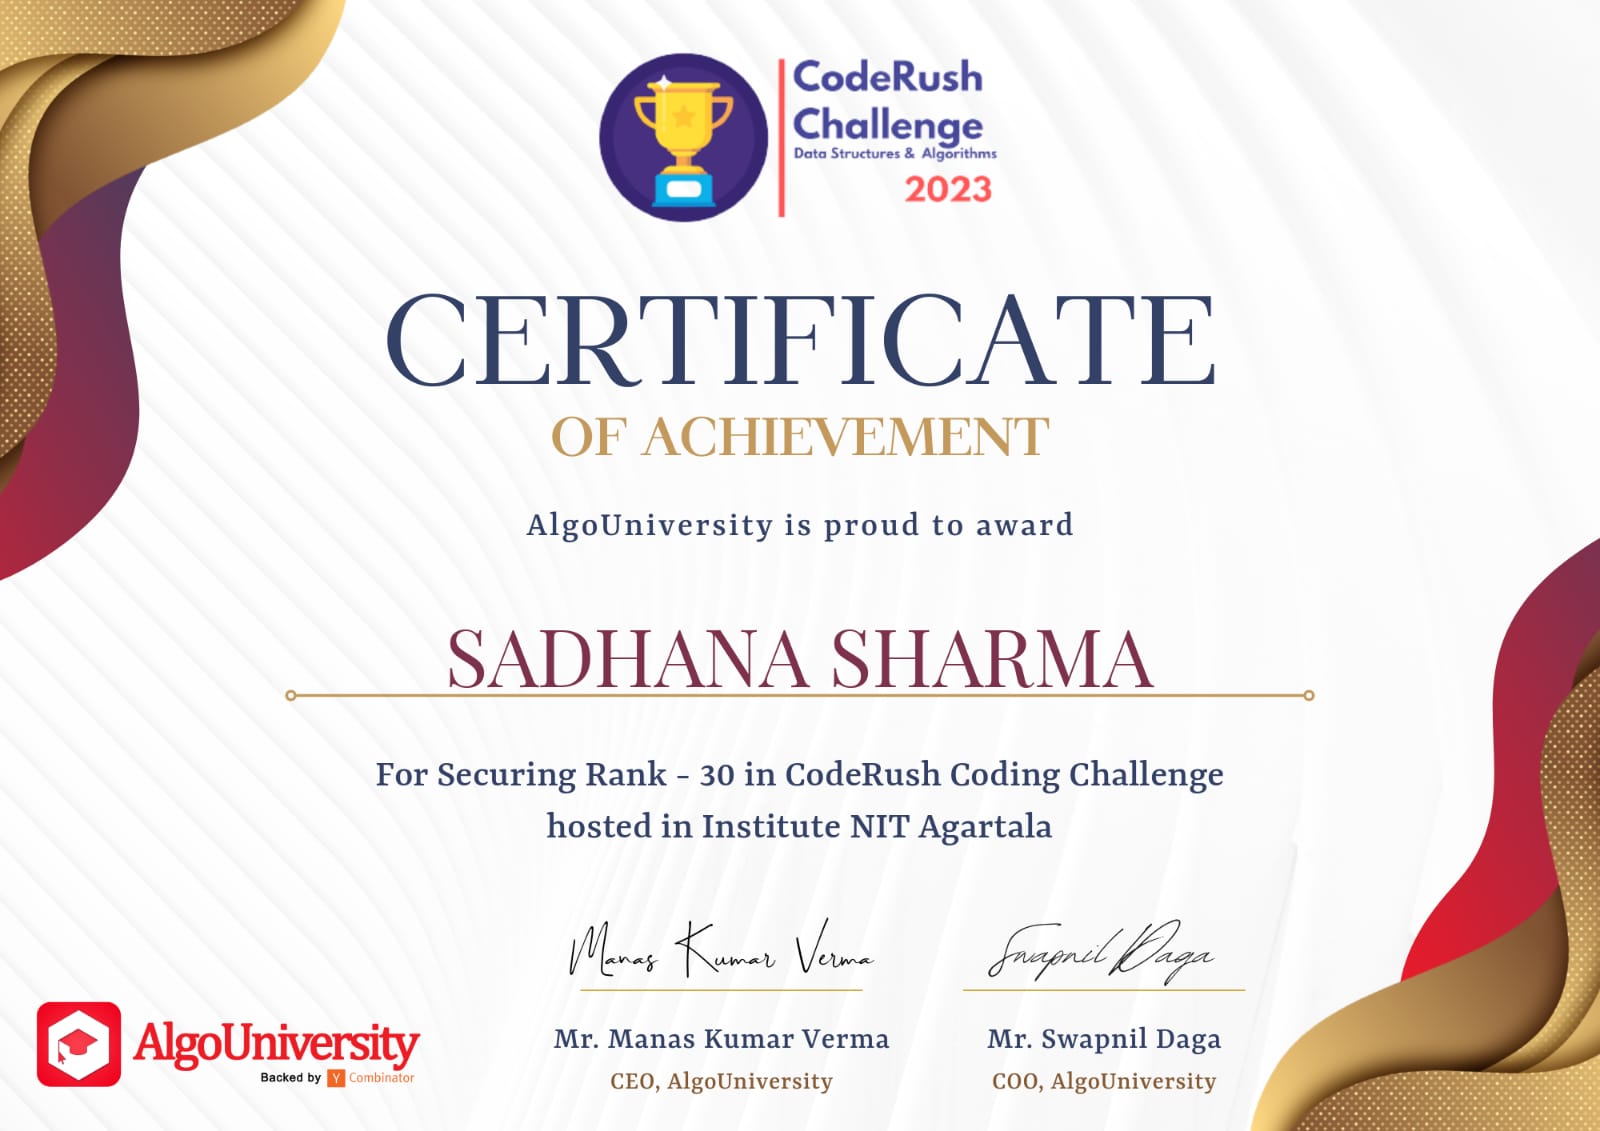 CodeRush
Challenge
Data Structures & Algorithms
2023
CERTIFICATE
OF ACHIEVEMENT
AlgoUniversity is proud to award
SADHANA SHARMA
For Securing Rank - 30 in CodeRush Coding Challenge
hosted in Institute NIT Agartala
Manas Kumar Verma
Swapnil Daga
Mr. Manas Kumar Verma
Mr. Swapnil Daga
CEO, AlgoUniversity
COO, AlgoUniversity
AlgoUniversity
Backed by Y Combinator